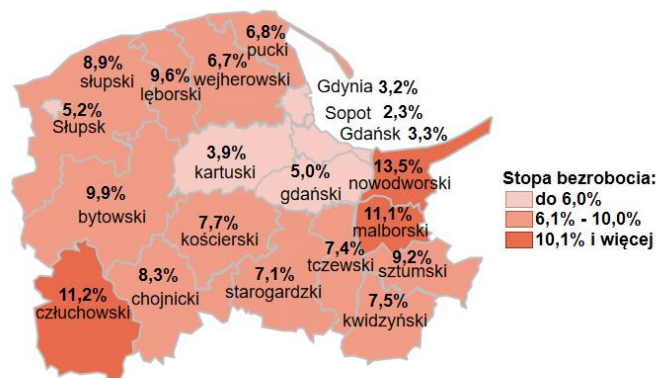 6,8%
pucki
8,9%
słupski
9,6%
lęborski
6,7%
wejherowski
Gdynia 3,2%
Sopot 2,3%
Gdańsk 3,3%
5,2%
Słupsk
3,9%
kartuski
5,0%
gdański
13,5%
nowodworski
Stopa bezrobocia:
do 6,0%
6,1% - 10,0%
10,1% i więcej
9,9%
bytowski
7,7%
kościerski
11,1%
malborski
7,4%
tczewski
9,2%
sztumski
11,2%
człuchowski
8,3%
chojnicki
7,1%
starogardzki
7,5%
kwidzyński